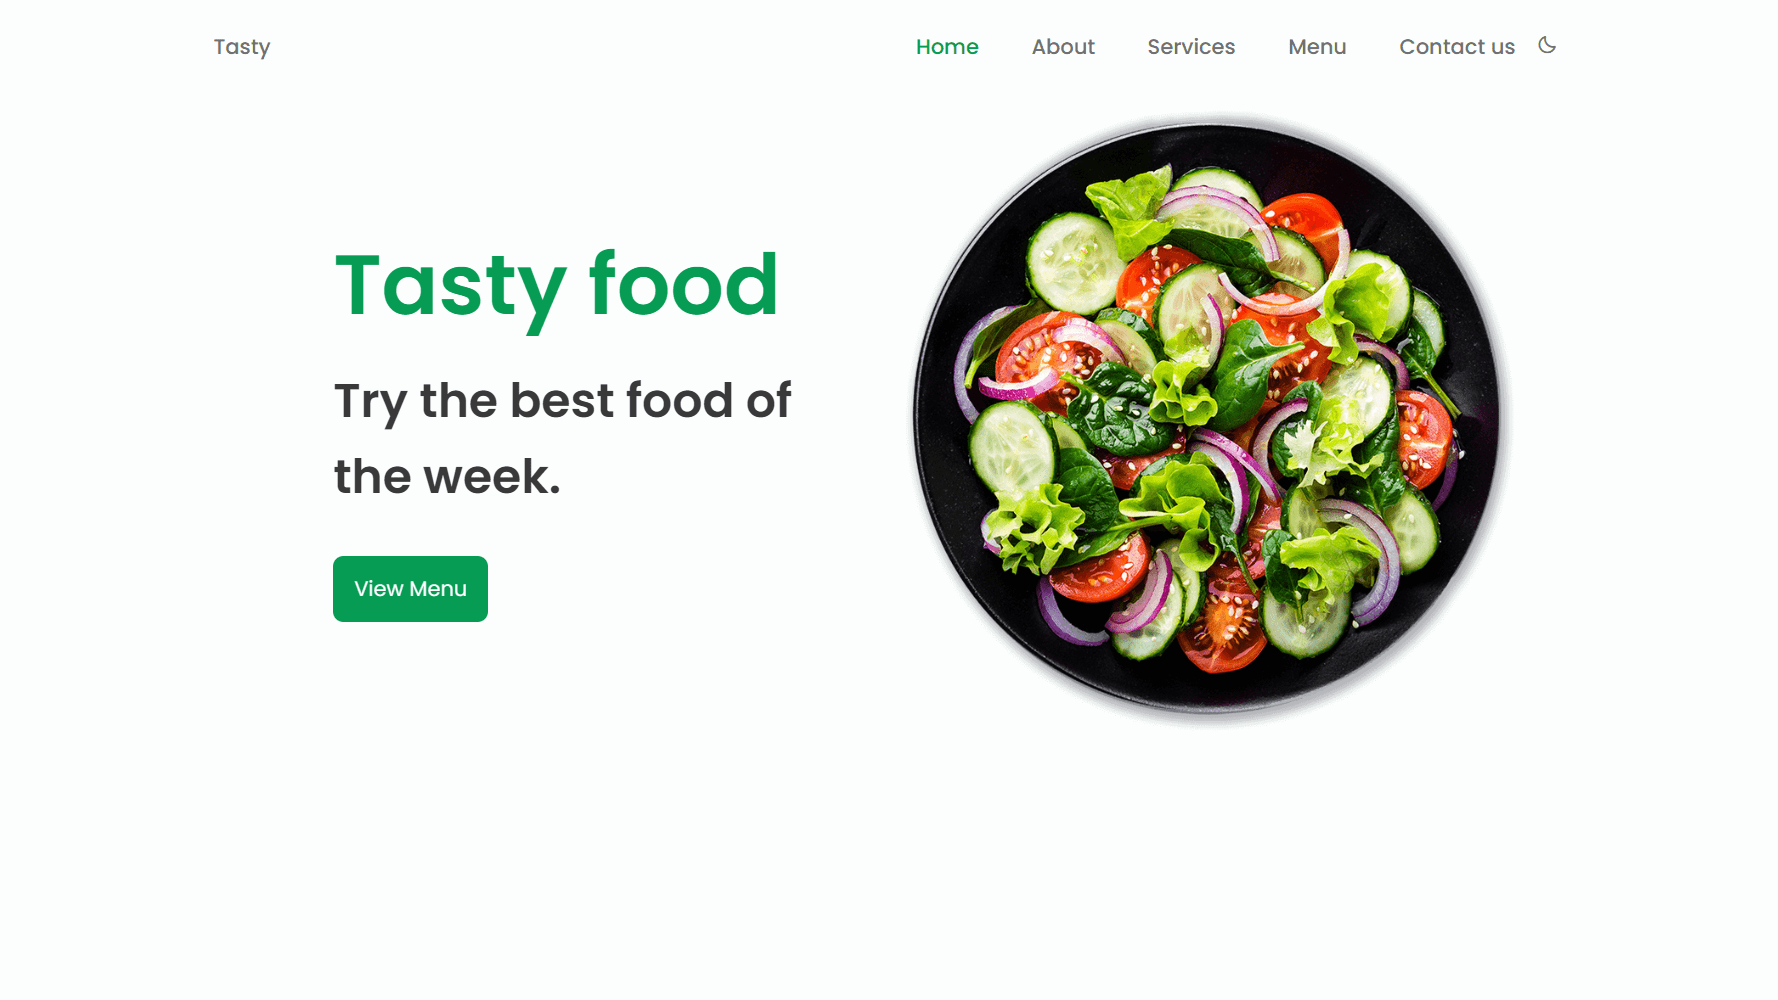 Tasty
Home About Services Menu Contact us
Tasty food
Try the best food of
the week.
View Menu